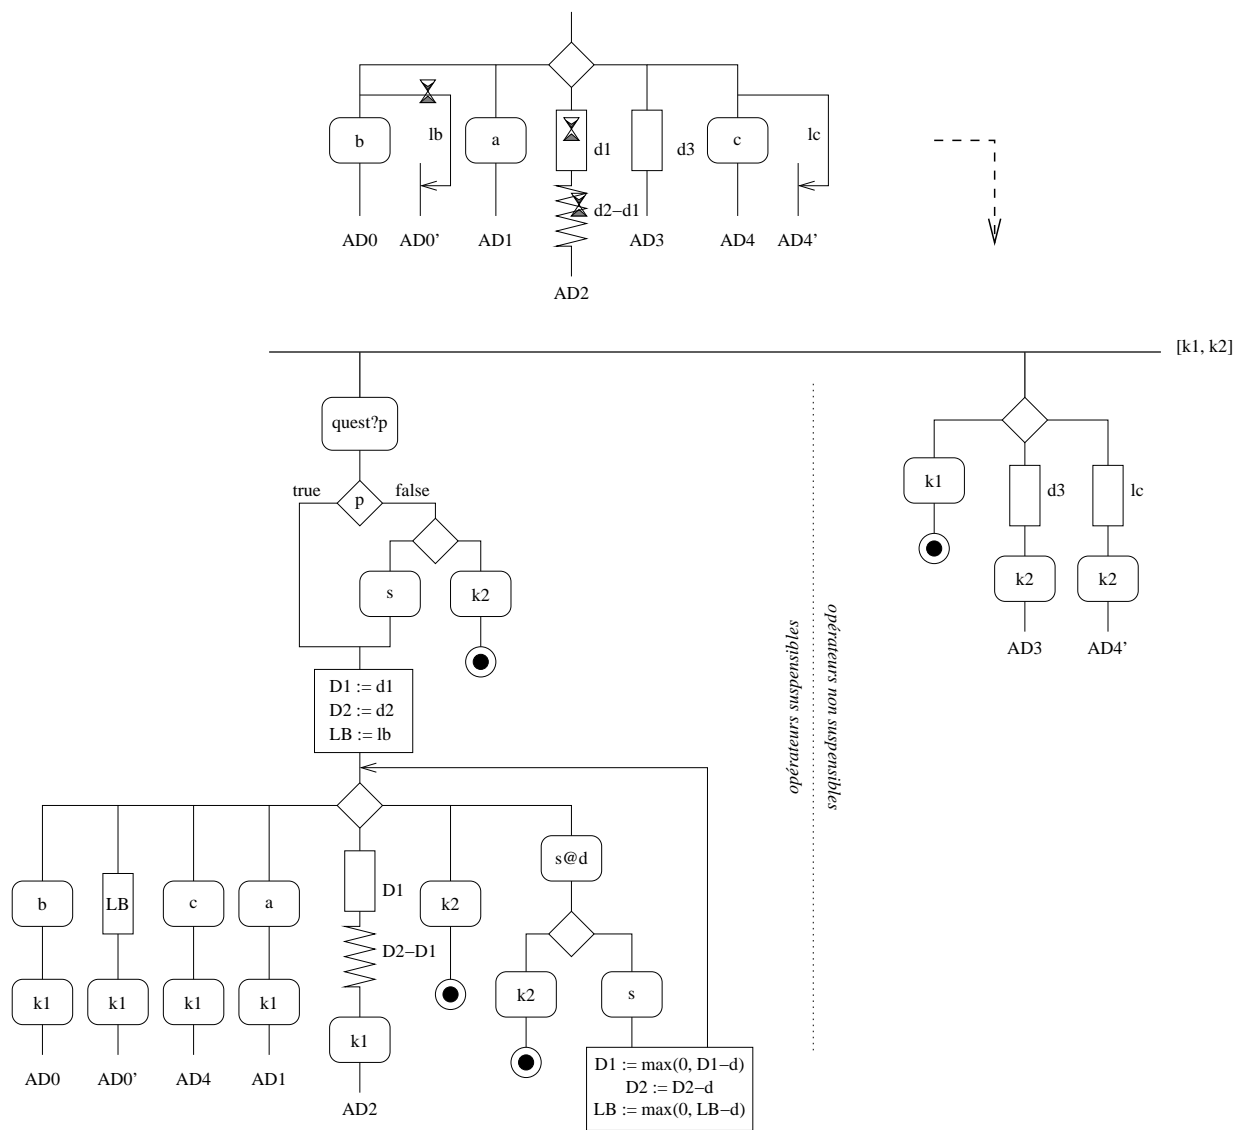 b
lb
a
d1
d3
c
lc
d2−d1
AD0
AD0’
AD1
AD3
AD4
AD4’
AD2
[k1, k2]
quest?p
true
p
false
s
k2
k1
d3
lc
k2
k2
AD3
AD4’
opérateurs suspensibles
opérateurs non suspensibles
D1 := d1
D2 := d2
LB := lb
s@d
b
LB
c
a
D1
k2
D2−D1
k1
k1
k1
k1
k1
k2
s
AD0
AD0’
AD4
AD1
AD2
D1 := max(0, D1−d)
D2 := D2−d
LB := max(0, LB−d)